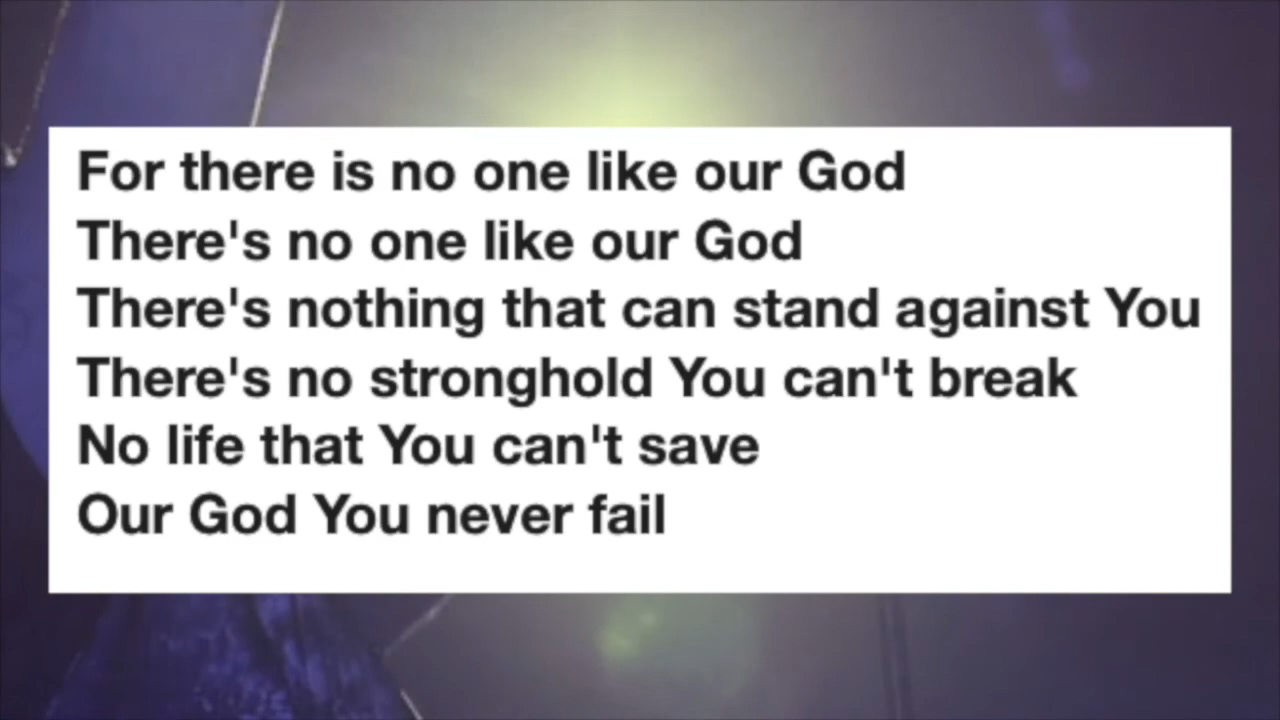 For there is no one like our God
There's no one like our God
There's nothing that can stand against You
There's no stronghold You can't break
No life that You can't save
Our God You never fail